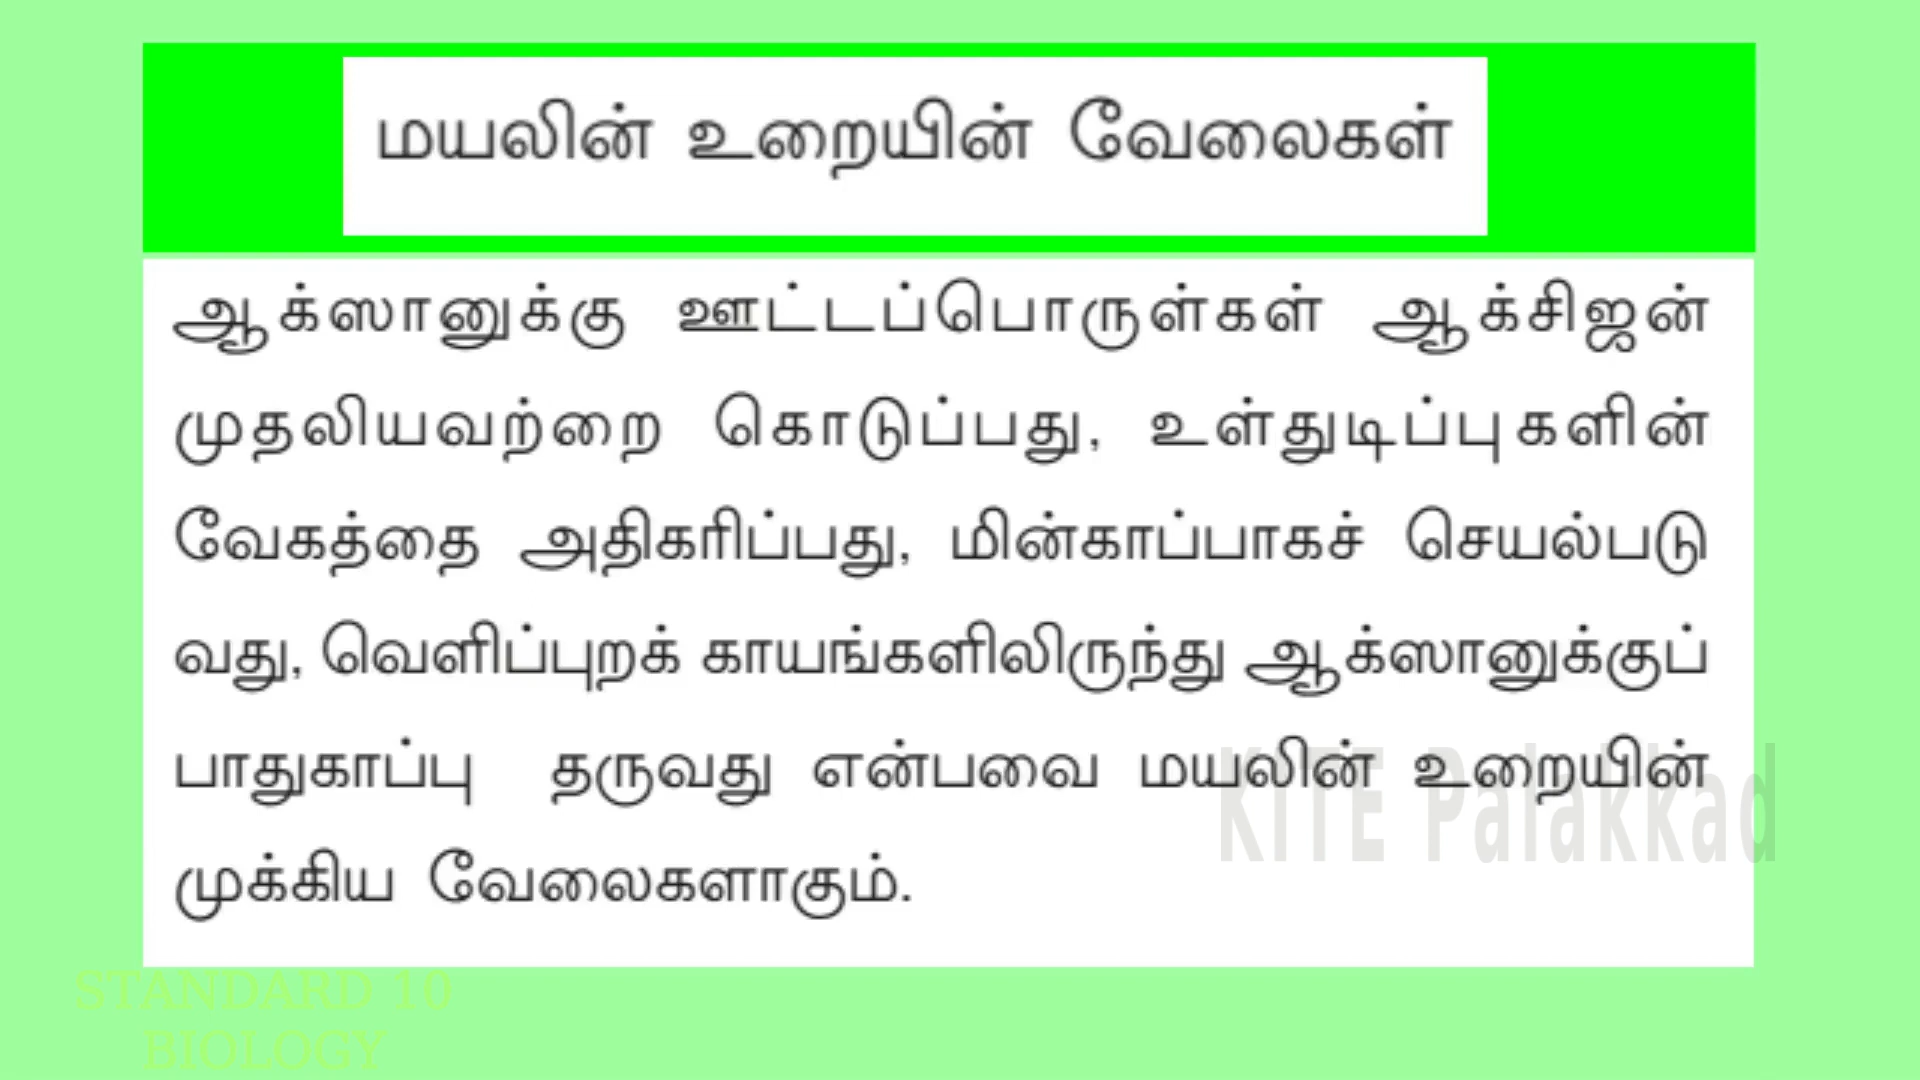 மயலின் உறையின் வேலைகள்
ஆக்ஸானுக்கு ஊட்டப்பொருள்கள் ஆக்சிஜன்
முதலியவற்றை கொடுப்பது, உள்துடிப்புகளின்
வேகத்தை அதிகரிப்பது, மின்காப்பாகச் செயல்படு
வது, வெளிப்புறக் காயங்களிலிருந்து ஆக்ஸானுக்குப்
பாதுகாப்பு தருவது என்பவை மயலின் உறையின்
முக்கிய வேலைகளாகும்.
KITE Palakkad
STANDARD 10
BIOLOGY